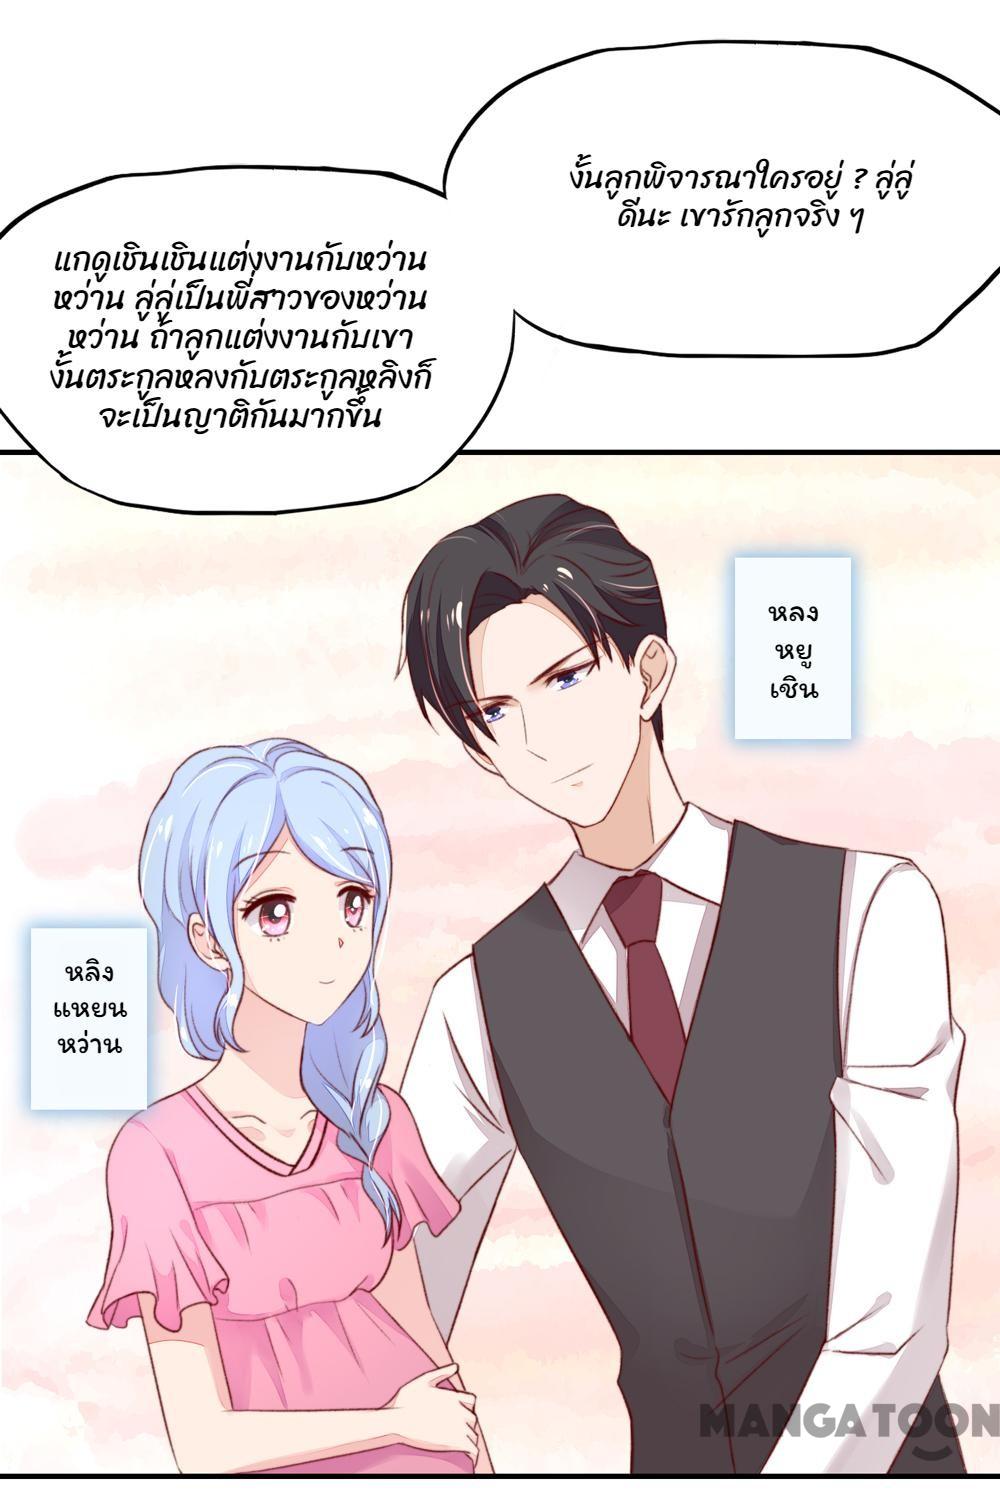 งั้นลูกพิจารณาใครอยู่ ? ลู่ลู่
ดีนะ เขารักลูกจริง ๆ
แกดูเชินเชินแต่งงานกับหว่าน
หว่าน ลู่ลู่เป็นพี่สาวของหว่าน
หว่าน ถ้าลูกแต่งงานกับเขา
งั้นตระกูลหลงกับตระกูลหลิงก็
จะเป็นญาติกันมากขึ้น
หลง
หยู
เชิน
หลิง
แหยน
หว่าน
MANGATOON